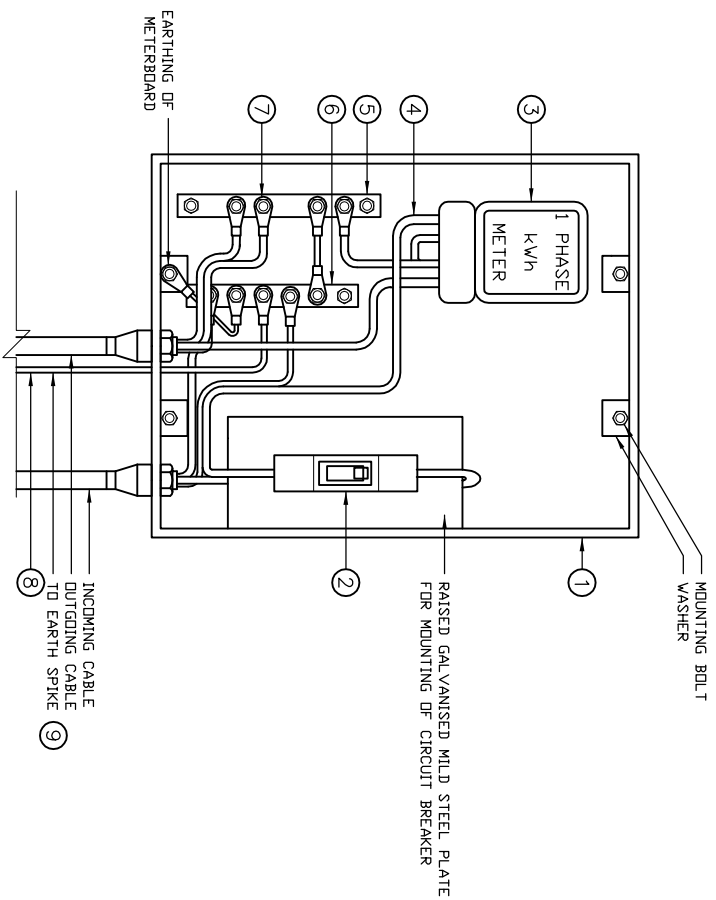 MOUNTING BOLT
WASHER
1
RAISED GALVANISED MILD STEEL PLATE
FOR MOUNTING OF CIRCUIT BREAKER
2
3
1 PHASE
kWh
METER
4
5
6
7
EARTHING OF
METERBOARD
INCOMING CABLE
OUTGOING CABLE
TO EARTH SPIKE 9
8